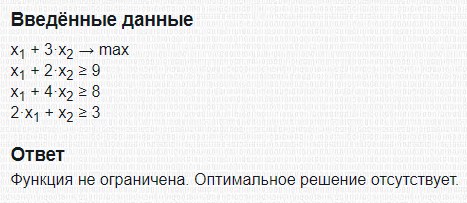 Введённые данные
x₁ + 3·x₂ → max
x₁ + 2·x₂ ≥ 9
x₁ + 4·x₂ ≥ 8
2·x₁ + x₂ ≥ 3
Ответ
Функция не ограничена. Оптимальное решение отсутствует.